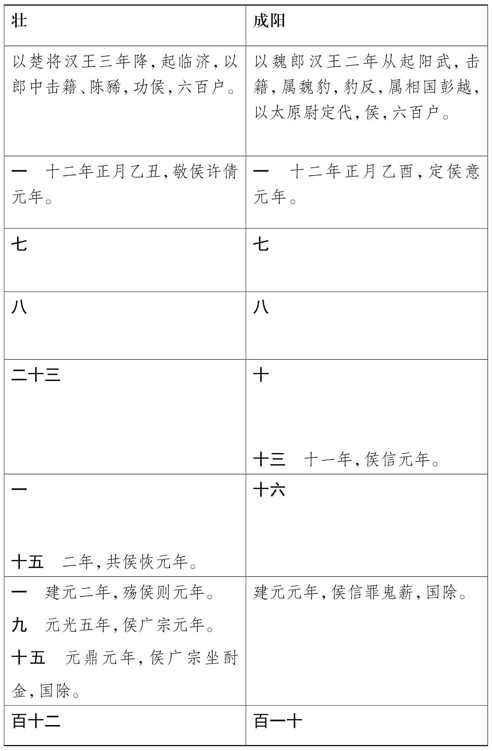 壮
成阳
以楚将汉王三年降，起临济，以
郎中击籍、陈豨，功侯，六百户。
以魏郎汉王二年从起阳武，击
籍，属魏豹，豹反，属相国彭越，
以太原尉定代，侯，六百户。
一　十二年正月乙丑，敬侯许倩
元年。
一　十二年正月乙酉，定侯意
元年。
七
七
八
八
二十三
十
十三　十一年，侯信元年。
一
十五　二年，共侯恢元年。
十六
一　建元二年，殇侯则元年。
九　元光五年，侯广宗元年。
十五　元鼎元年，侯广宗坐酎
金，国除。
建元元年，侯信罪鬼薪，国除。
百十二
百一十